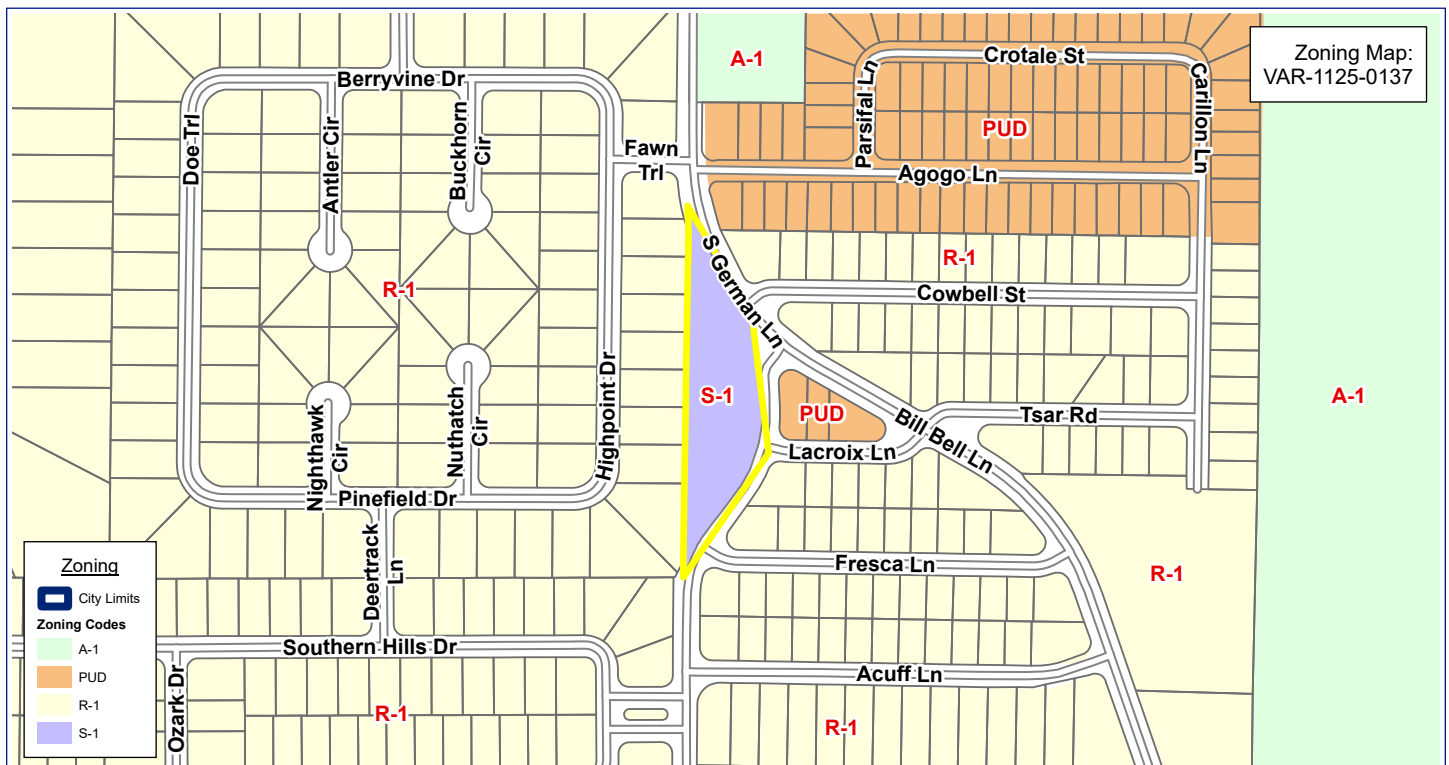 Zoning Map:
VAR-1125-0137
A-1
Crotale St
Parsifal Ln
Carillon Ln
PUD
Berryvine Dr
Doe Trl
Antler Cir
Buckhorn
Cir
Fawn
Trl
Agogo Ln
R-1
R-1
S German Ln
Cowbell St
Highpoint Dr
S-1
PUD
Bill Bell Ln
Tsar Rd
A-1
Nighthawk
Cir
Nuthatch
Cir
Lacroix Ln
Pinefield Dr
Deertrack
Ln
Fresca Ln
R-1
Southern Hills Dr
Ozark Dr
Acuff Ln
R-1
R-1
Zoning
City Limits
Zoning Codes
A-1
PUD
R-1
S-1